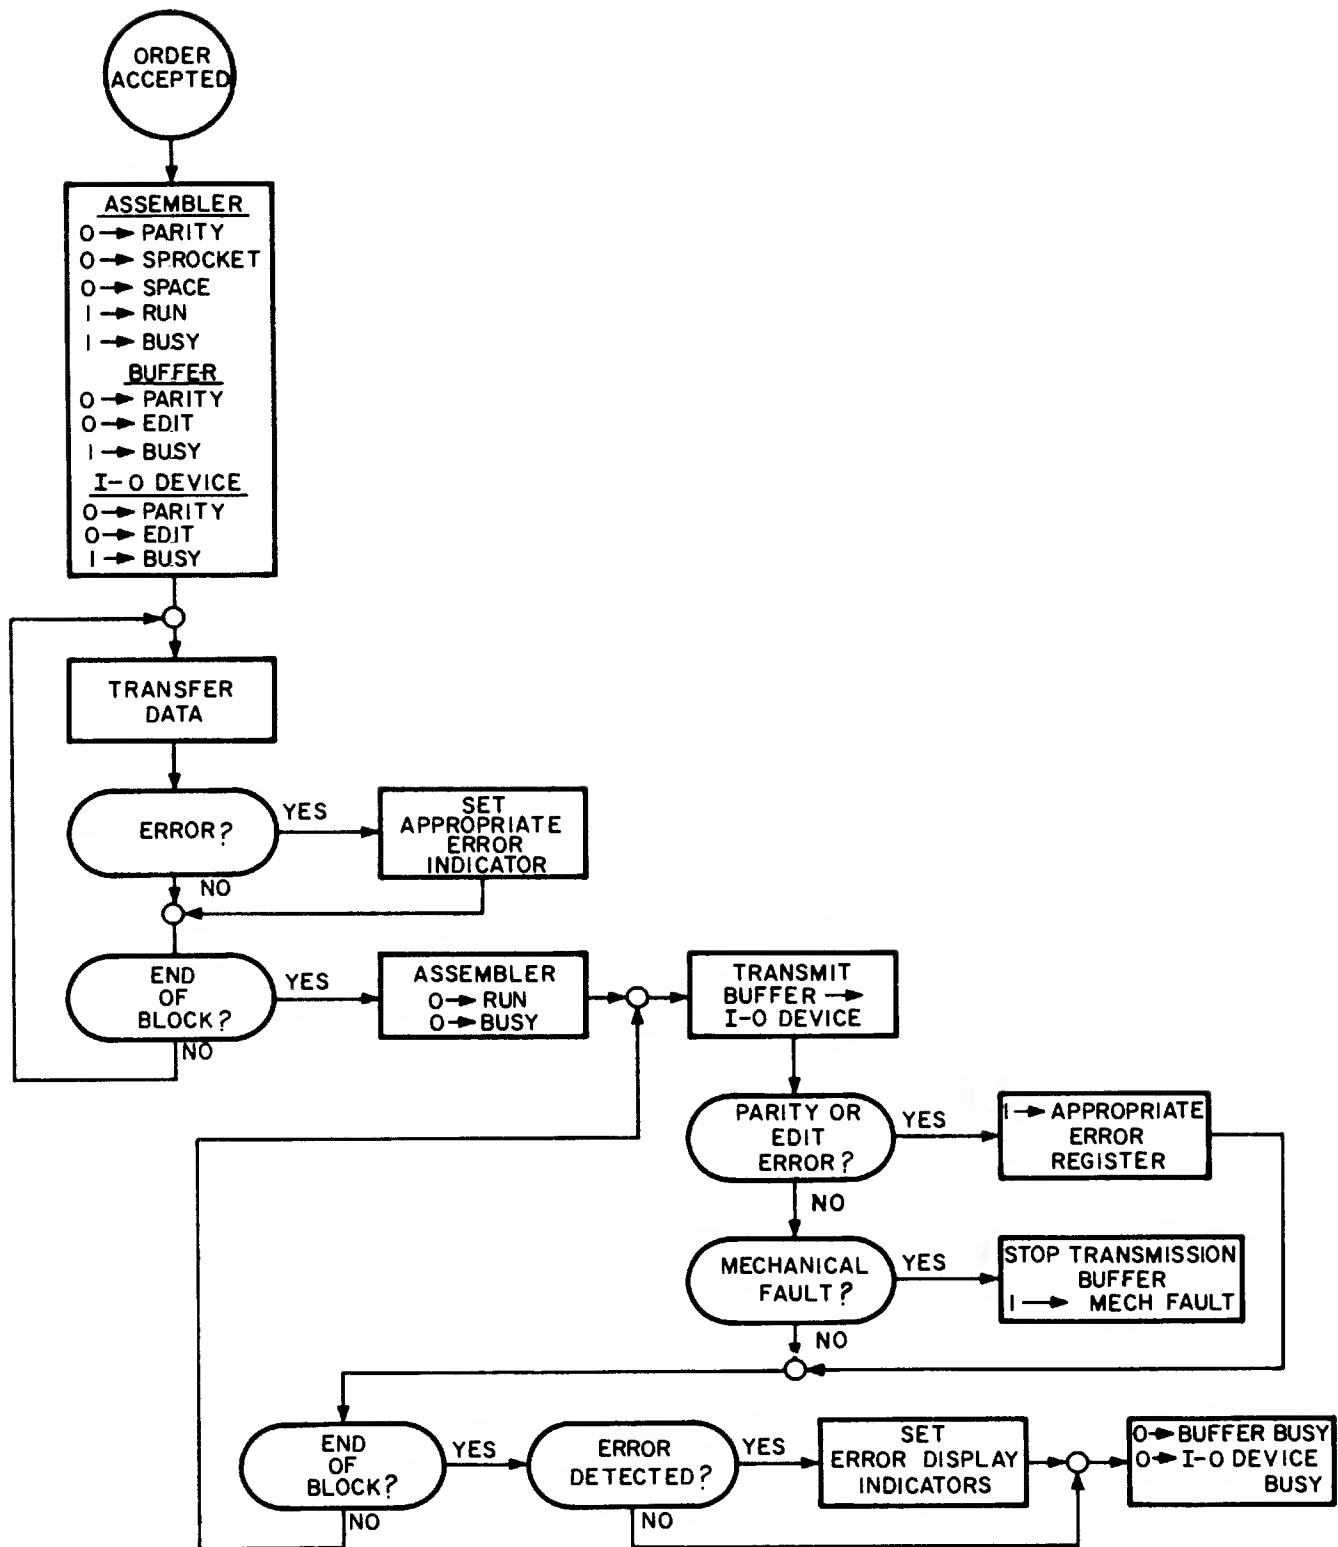 ORDER
ACCEPTED
ASSEMBLER
0→ PARITY
0→ SPROCKET
0→ SPACE
1→ RUN
1→ BUSY
BUFFER
0→ PARITY
0→ EDIT
1→ BUSY
I-O DEVICE
0→ PARITY
0→ EDIT
1→ BUSY
TRANSFER
DATA
ERROR?
YES
NO
SET
APPROPRIATE
ERROR
INDICATOR
END
OF
BLOCK?
YES
NO
ASSEMBLER
0→ RUN
0→ BUSY
TRANSMIT
BUFFER →
I-O DEVICE
PARITY OR
EDIT
ERROR?
YES
NO
1→ APPROPRIATE
ERROR
REGISTER
MECHANICAL
FAULT?
YES
NO
STOP TRANSMISSION
BUFFER
1→ MECH FAULT
END
OF
BLOCK?
YES
NO
ERROR
DETECTED?
YES
NO
SET
ERROR DISPLAY
INDICATORS
0→ BUFFER BUSY
0→ I-O DEVICE
BUSY